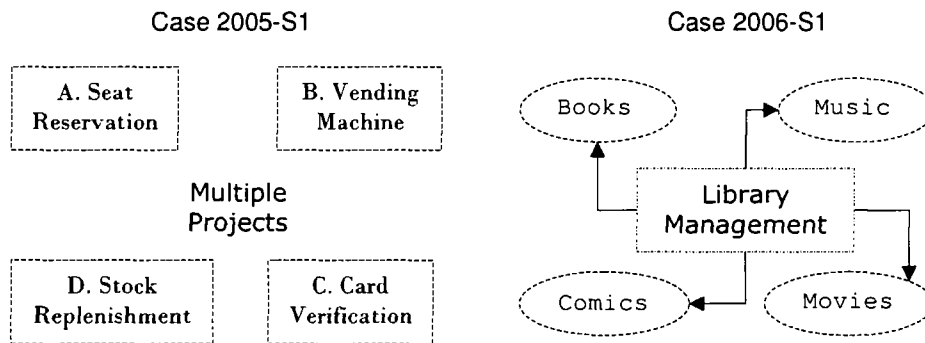 Case 2005-S1
A. Seat
Reservation
B. Vending
Machine
Multiple
Projects
D. Stock
Replenishment
C. Card
Verification
Case 2006-S1
Books
Music
Library
Management
Comics
Movies